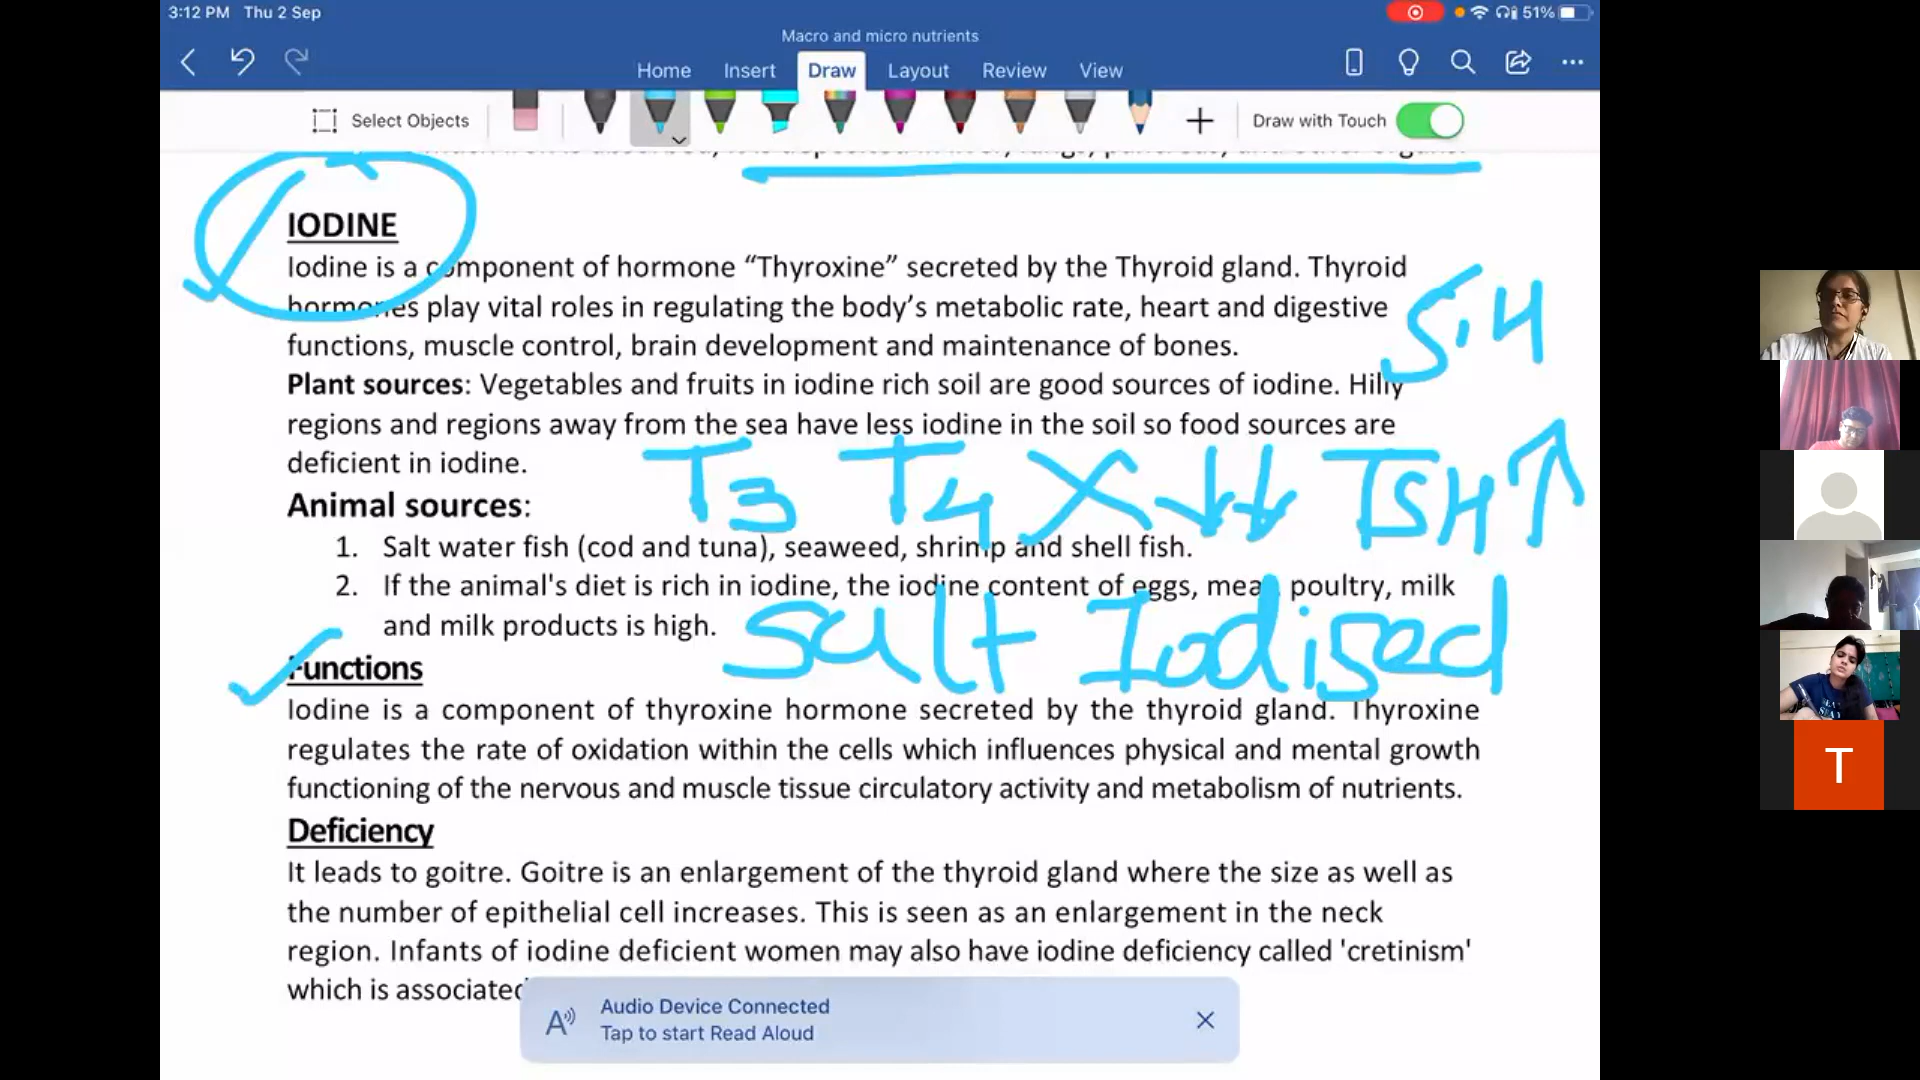 3:12 PM Thu 2 Sep
51%
Macro and micro nutrients
Home Insert Draw Layout Review View
Select Objects
Draw with Touch
IODINE
Iodine is a component of hormone “Thyroxine” secreted by the Thyroid gland. Thyroid
hormones play vital roles in regulating the body’s metabolic rate, heart and digestive
functions, muscle control, brain development and maintenance of bones.
Plant sources: Vegetables and fruits in iodine rich soil are good sources of iodine. Hilly
regions and regions away from the sea have less iodine in the soil so food sources are
deficient in iodine.
T3 T4 X ↓↓ TSH ↑
Animal sources:
1. Salt water fish (cod and tuna), seaweed, shrimp and shell fish.
2. If the animal's diet is rich in iodine, the iodine content of eggs, meat, poultry, milk
and milk products is high.
Salt Iodised
Functions
Iodine is a component of thyroxine hormone secreted by the thyroid gland. Thyroxine
regulates the rate of oxidation within the cells which influences physical and mental growth
functioning of the nervous and muscle tissue circulatory activity and metabolism of nutrients.
Deficiency
It leads to goitre. Goitre is an enlargement of the thyroid gland where the size as well as
the number of epithelial cell increases. This is seen as an enlargement in the neck
region. Infants of iodine deficient women may also have iodine deficiency called 'cretinism'
which is associated
Audio Device Connected
Tap to start Read Aloud
T